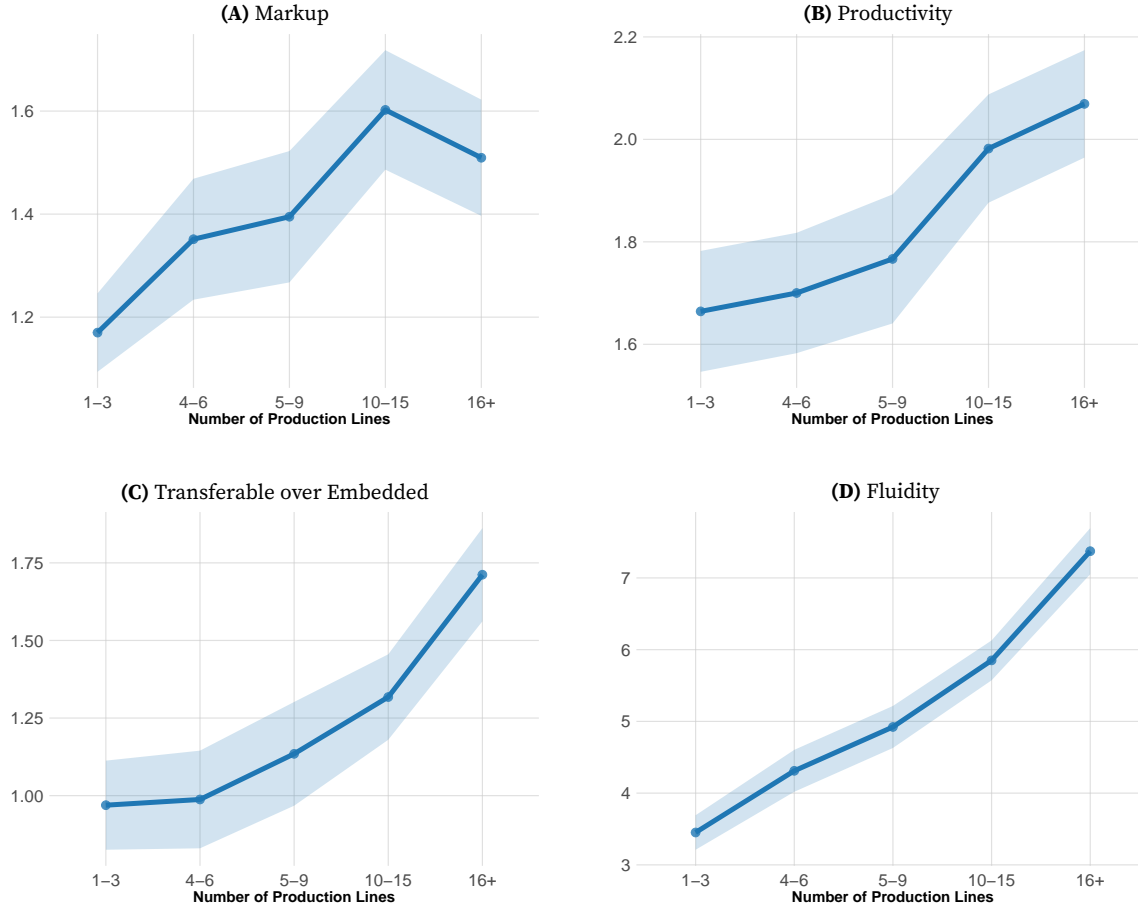 (A) Markup
1.6
1.4
1.2
1–3 4–6 5–9 10–15 16+
Number of Production Lines
(B) Productivity
2.2
2.0
1.8
1.6
1–3 4–6 5–9 10–15 16+
Number of Production Lines
(C) Transferable over Embedded
1.75
1.50
1.25
1.00
1–3 4–6 5–9 10–15 16+
Number of Production Lines
(D) Fluidity
7
6
5
4
3
1–3 4–6 5–9 10–15 16+
Number of Production Lines